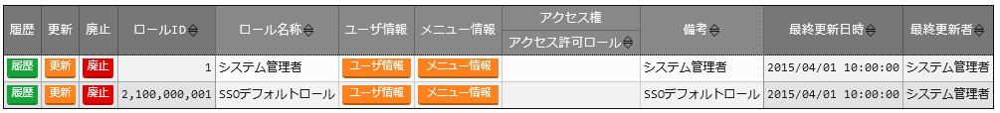 履歴 更新 廃止 ロールID ロール名称 ユーザ情報 メニュー情報 アクセス権 備考 最終更新日時 最終更新者
アクセス許可ロール
履歴 更新 廃止 1 システム管理者 ユーザ情報 メニュー情報 システム管理者 2015/04/01 10:00:00 システム管理者
履歴 更新 廃止 2,100,000,001 SSOデフォルトロール ユーザ情報 メニュー情報 SSOデフォルトロール 2015/04/01 10:00:00 システム管理者